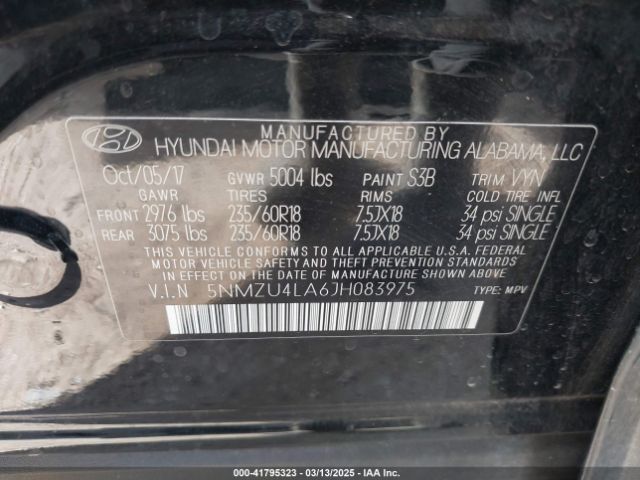 MANUFACTURED BY
HYUNDAI MOTOR MANUFACTURING ALABAMA, LLC
Oct/05/17 GVWR 5004 lbs PAINT S3B TRIM VYN
GAWR TIRES RIMS COLD TIRE INFL
FRONT 2976 lbs 235/60R18 7.5JX18 34 psi SINGLE
REAR 3075 lbs 235/60R18 7.5JX18 34 psi SINGLE
THIS VEHICLE CONFORMS TO ALL APPLICABLE U.S.A. FEDERAL
MOTOR VEHICLE SAFETY AND THEFT PREVENTION STANDARDS
IN EFFECT ON THE DATE OF MANUFACTURE SHOWN ABOVE.
V.I.N 5NMZU4LA6JH083975 TYPE: MPV
000-41795323 | 03/13/2025 | IAA Inc.